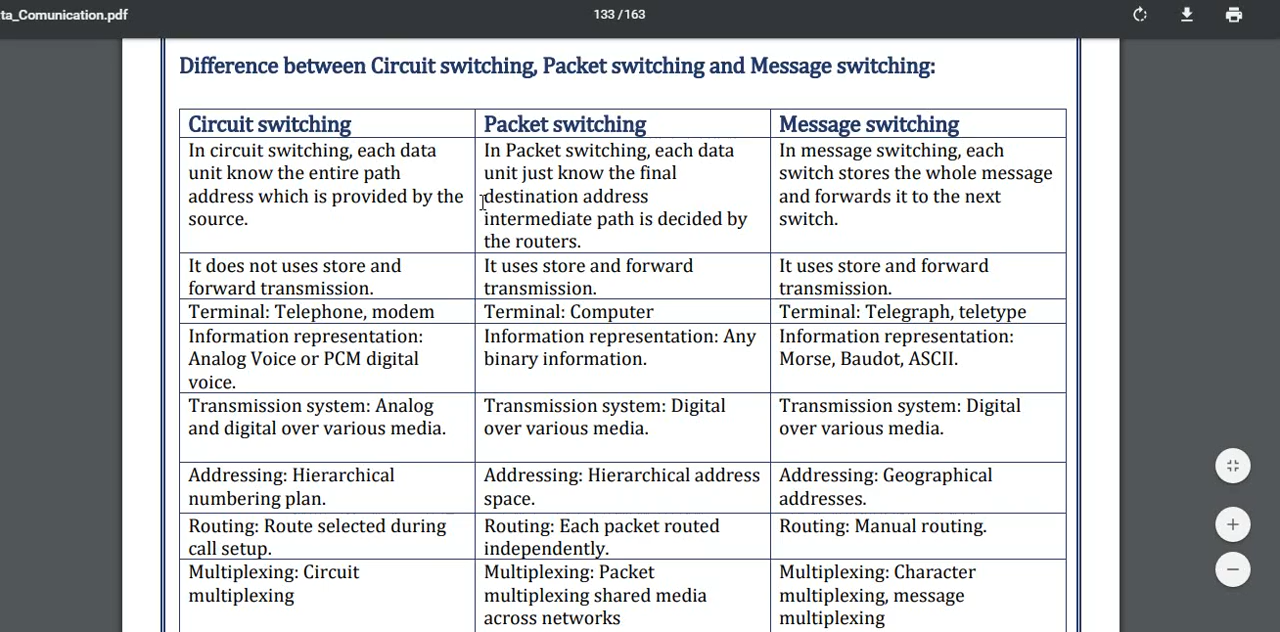 ta_Comunication.pdf
133 / 163
Difference between Circuit switching, Packet switching and Message switching:
Circuit switching
Packet switching
Message switching
In circuit switching, each data
unit know the entire path
address which is provided by the
source.
In Packet switching, each data
unit just know the final
destination address
intermediate path is decided by
the routers.
In message switching, each
switch stores the whole message
and forwards it to the next
switch.
It does not uses store and
forward transmission.
It uses store and forward
transmission.
It uses store and forward
transmission.
Terminal: Telephone, modem
Terminal: Computer
Terminal: Telegraph, teletype
Information representation:
Analog Voice or PCM digital
voice.
Information representation: Any
binary information.
Information representation:
Morse, Baudot, ASCII.
Transmission system: Analog
and digital over various media.
Transmission system: Digital
over various media.
Transmission system: Digital
over various media.
Addressing: Hierarchical
numbering plan.
Addressing: Hierarchical address
space.
Addressing: Geographical
addresses.
Routing: Route selected during
call setup.
Routing: Each packet routed
independently.
Routing: Manual routing.
Multiplexing: Circuit
multiplexing
Multiplexing: Packet
multiplexing shared media
across networks
Multiplexing: Character
multiplexing, message
multiplexing